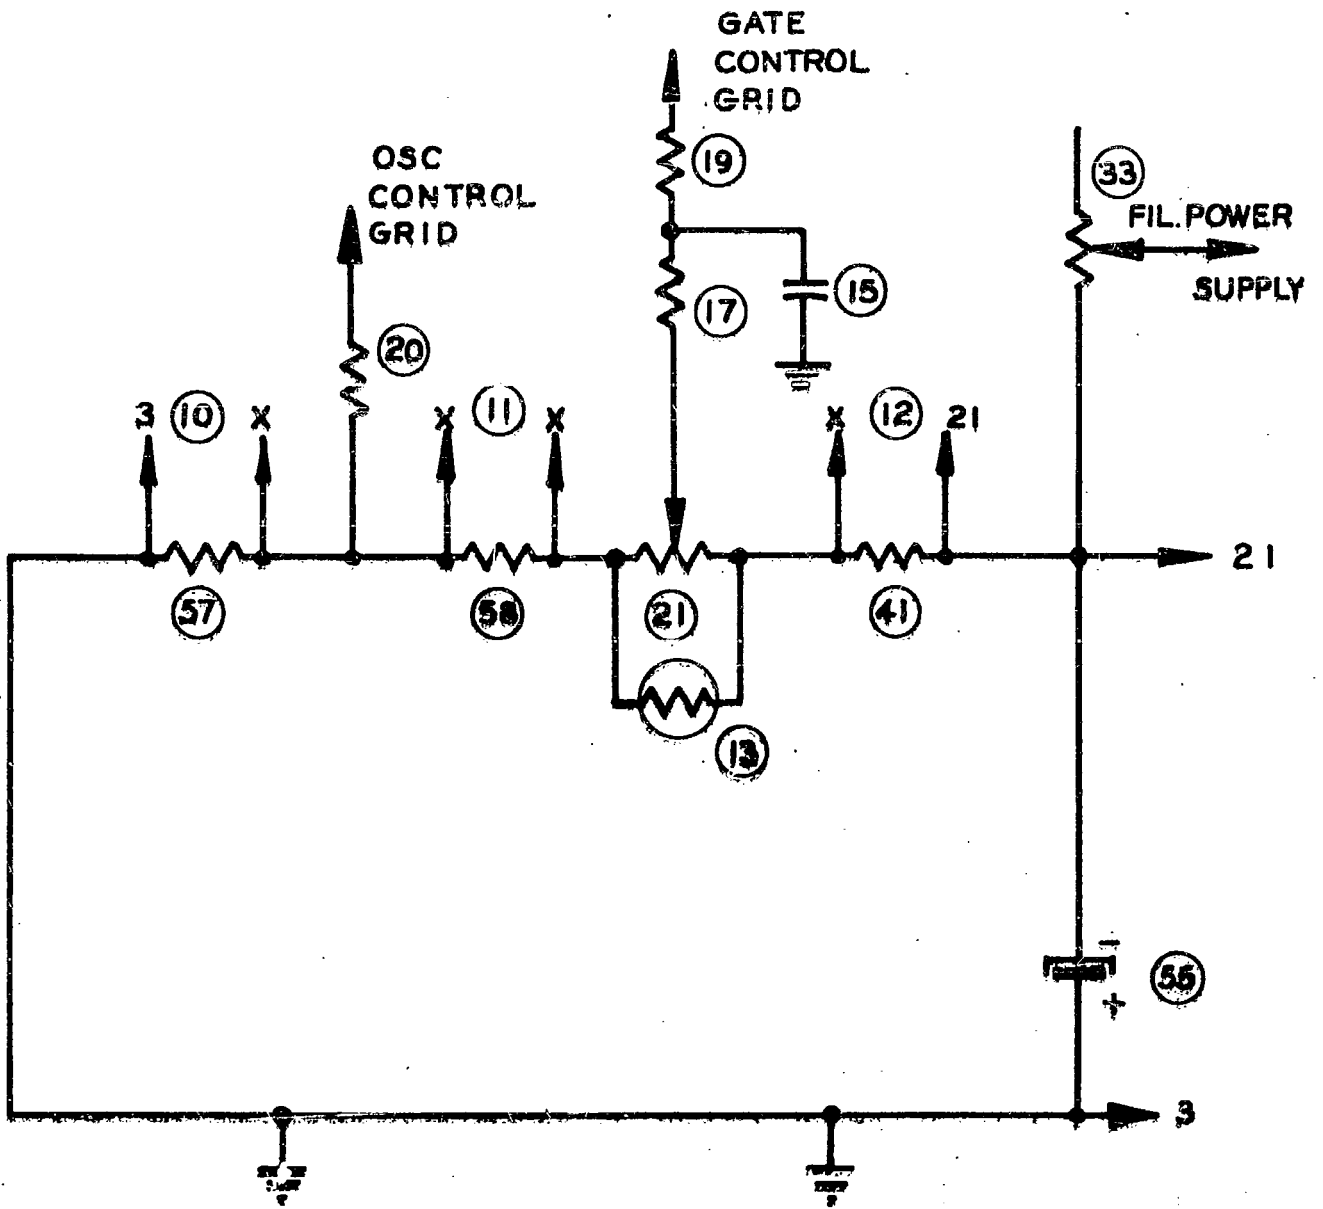 GATE
CONTROL
GRID
19
OSC
CONTROL
GRID
33
FIL. POWER
SUPPLY
15
17
20
3 10 X
X 11 X
X 12 21
21
57
58
21
41
13
-
55
+
3